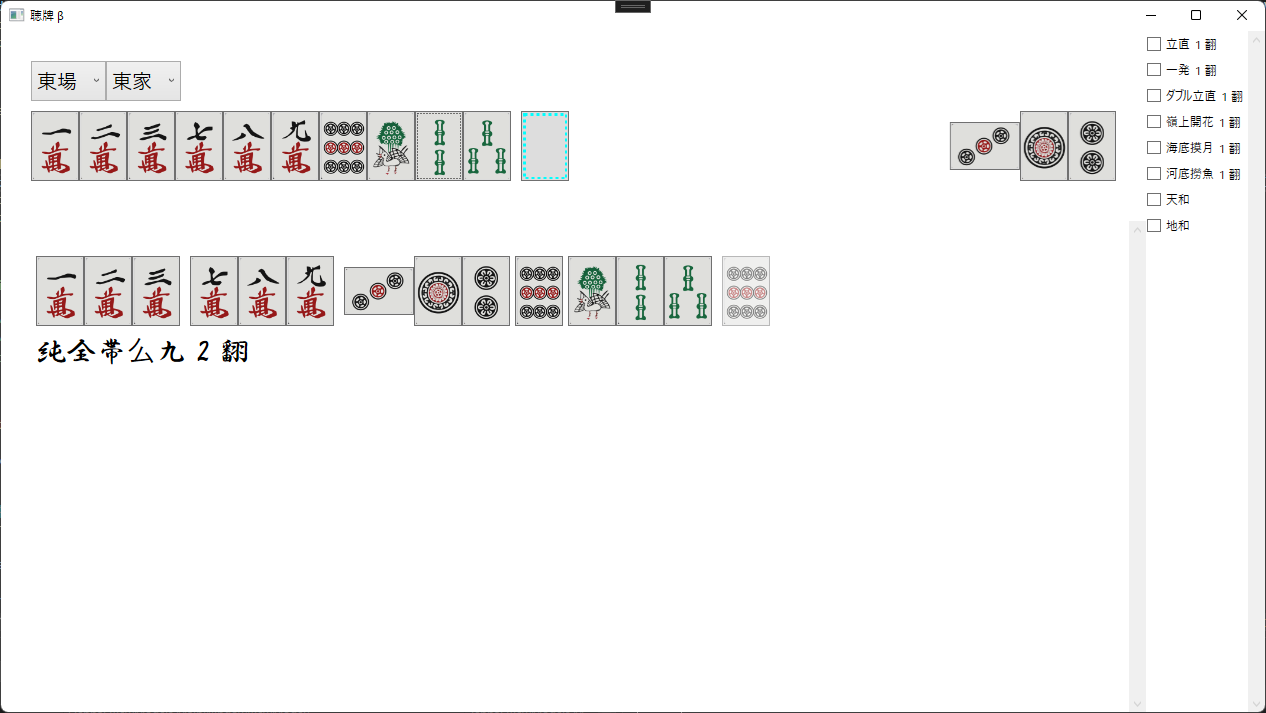 聴牌 β
東場 東家
立直 1 翻
一発 1 翻
ダブル立直 1 翻
嶺上開花 1 翻
海底摸月 1 翻
河底撈魚 1 翻
天和
地和
一萬 二萬 三萬 七萬 八萬 九萬
一萬 二萬 三萬 七萬 八萬 九萬
纯全帯么九 2 翻